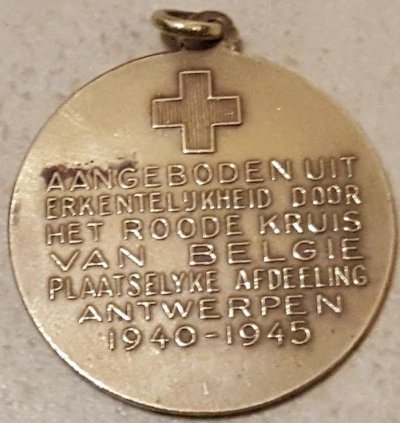 AANGEBODEN UIT
ERKENTELIJKHEID DOOR
HET ROODE KRUIS
VAN BELGIE
PLAATSELYKE AFDEELING
ANTWERPEN
1940-1945